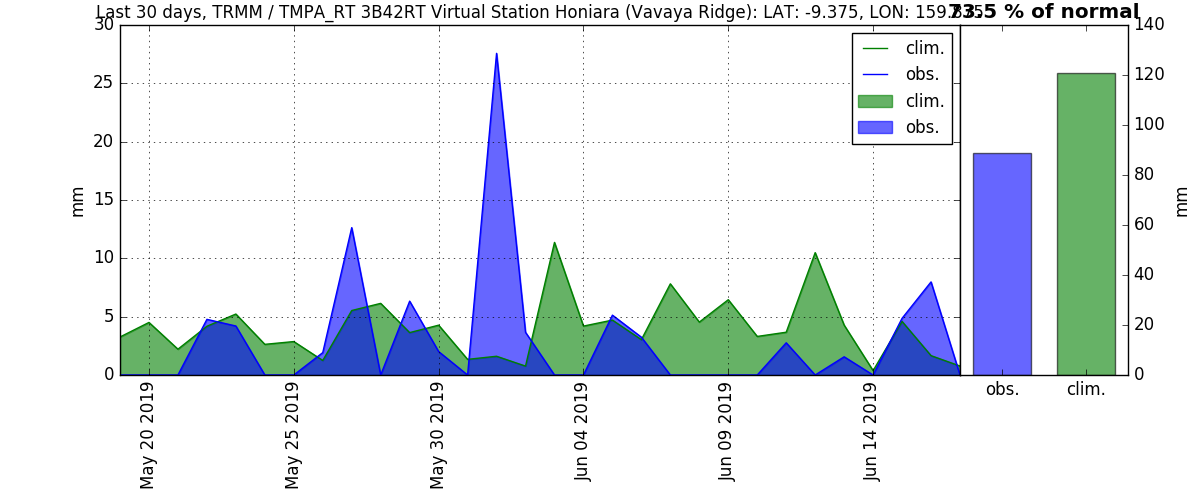 Last 30 days, TRMM / TMPA_RT 3B42RT Virtual Station Honiara (Vavaya Ridge): LAT: -9.375, LON:
73.5 % of normal
30
25
20
15
10
5
0
mm
clim.
obs.
clim.
obs.
140
120
100
80
60
40
20
0
mm
May 20 2019
May 25 2019
May 30 2019
Jun 04 2019
Jun 09 2019
Jun 14 2019
obs.
clim.